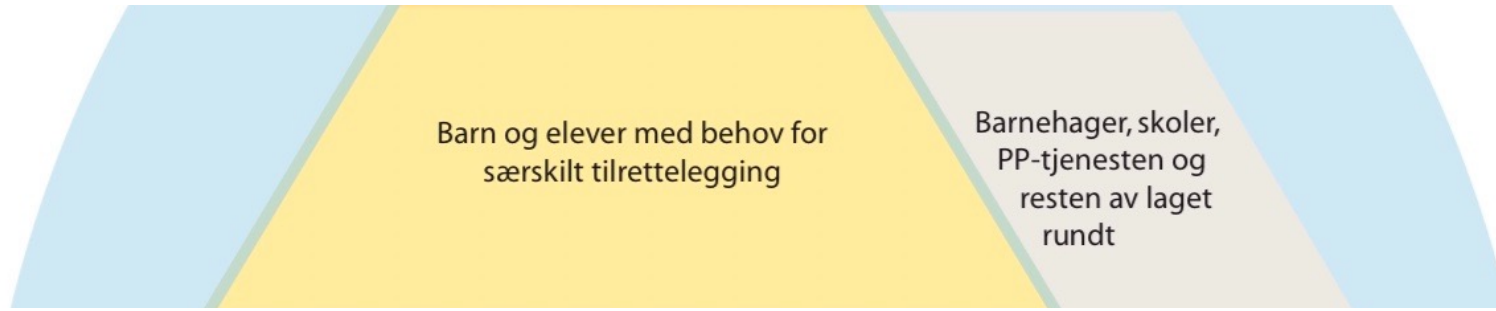 Barn og elever med behov for
særskilt tilrettelegging
Barnehager, skoler,
PP-tjenesten og
resten av laget
rundt